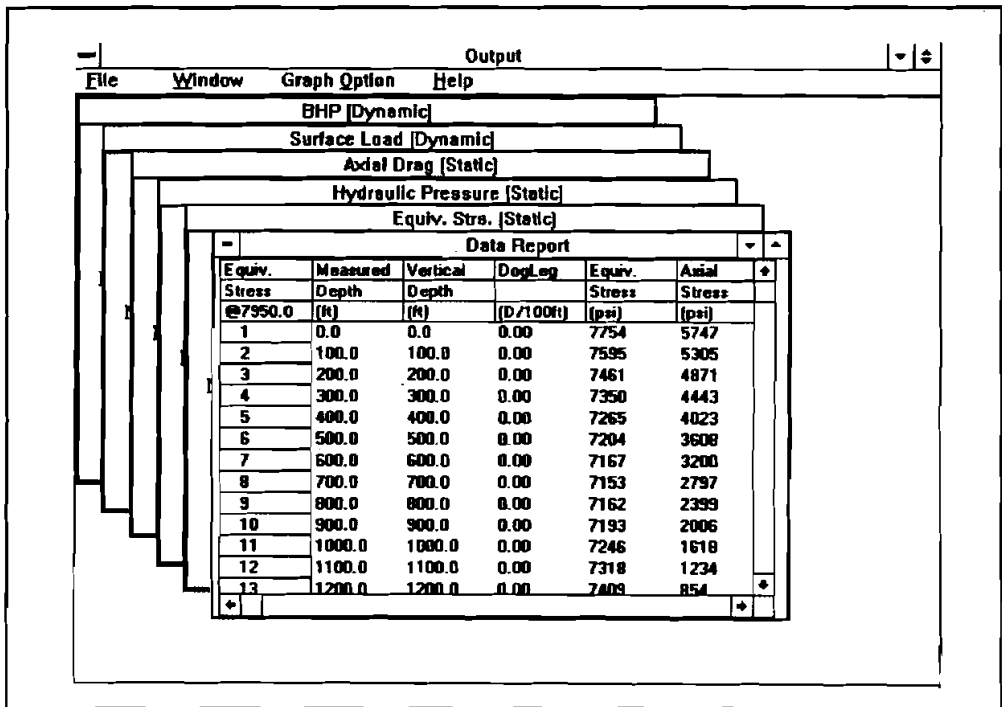 Output
File Window Graph Option Help
BHP [Dynamic]
Surface Load [Dynamic]
Axial Drag [Static]
Hydraulic Pressure [Static]
Equiv. Strs. [Static]
Data Report
Equiv. Measured Vertical DogLeg Equiv. Axial
Stress Depth Depth Stress Stress
@7950.0 (ft) (ft) (D/100ft) (psi) (psi)
1 0.0 0.0 0.00 7754 5747
2 100.0 100.0 0.00 7595 5305
3 200.0 200.0 0.00 7461 4871
4 300.0 300.0 0.00 7350 4443
5 400.0 400.0 0.00 7265 4023
6 500.0 500.0 0.00 7204 3608
7 600.0 600.0 0.00 7167 3200
8 700.0 700.0 0.00 7153 2797
9 800.0 800.0 0.00 7162 2399
10 900.0 900.0 0.00 7193 2006
11 1000.0 1000.0 0.00 7246 1618
12 1100.0 1100.0 0.00 7318 1234
13 1200.0 1200.0 0.00 7409 854